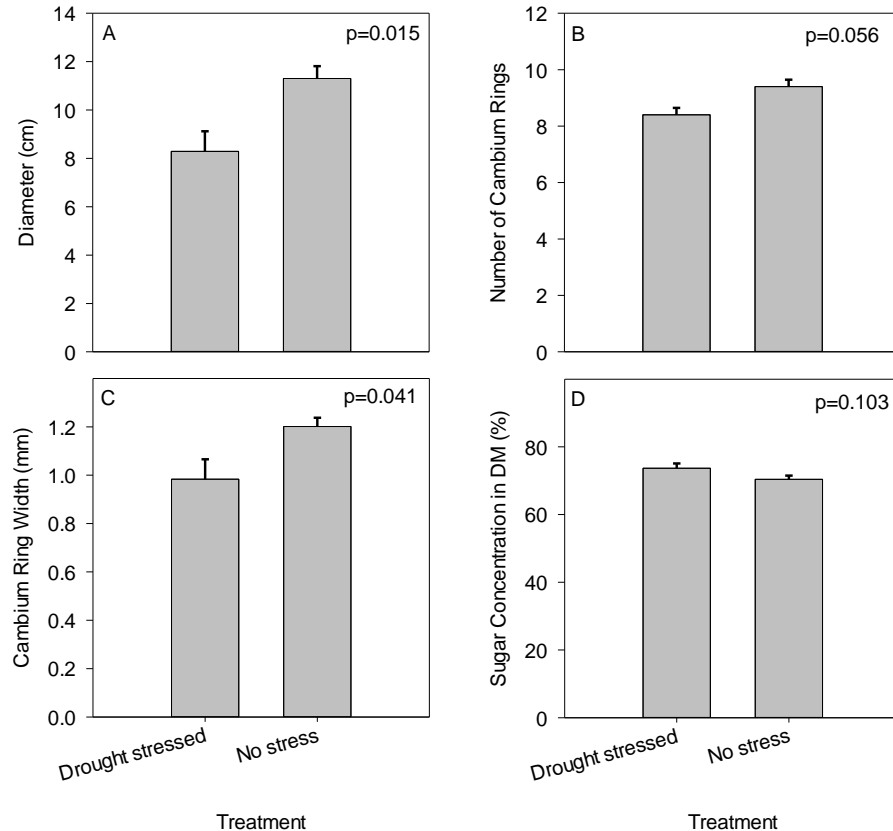 A
p=0.015
Diameter (cm)
14
12
10
8
6
4
2
0
B
p=0.056
Number of Cambium Rings
12
10
8
6
4
2
0
C
p=0.041
Cambium Ring Width (mm)
1.2
1.0
0.8
0.6
0.4
0.2
0.0
Drought stressed
No stress
Treatment
D
p=0.103
Sugar Concentration in DM (%)
80
60
40
20
0
Drought stressed
No stress
Treatment